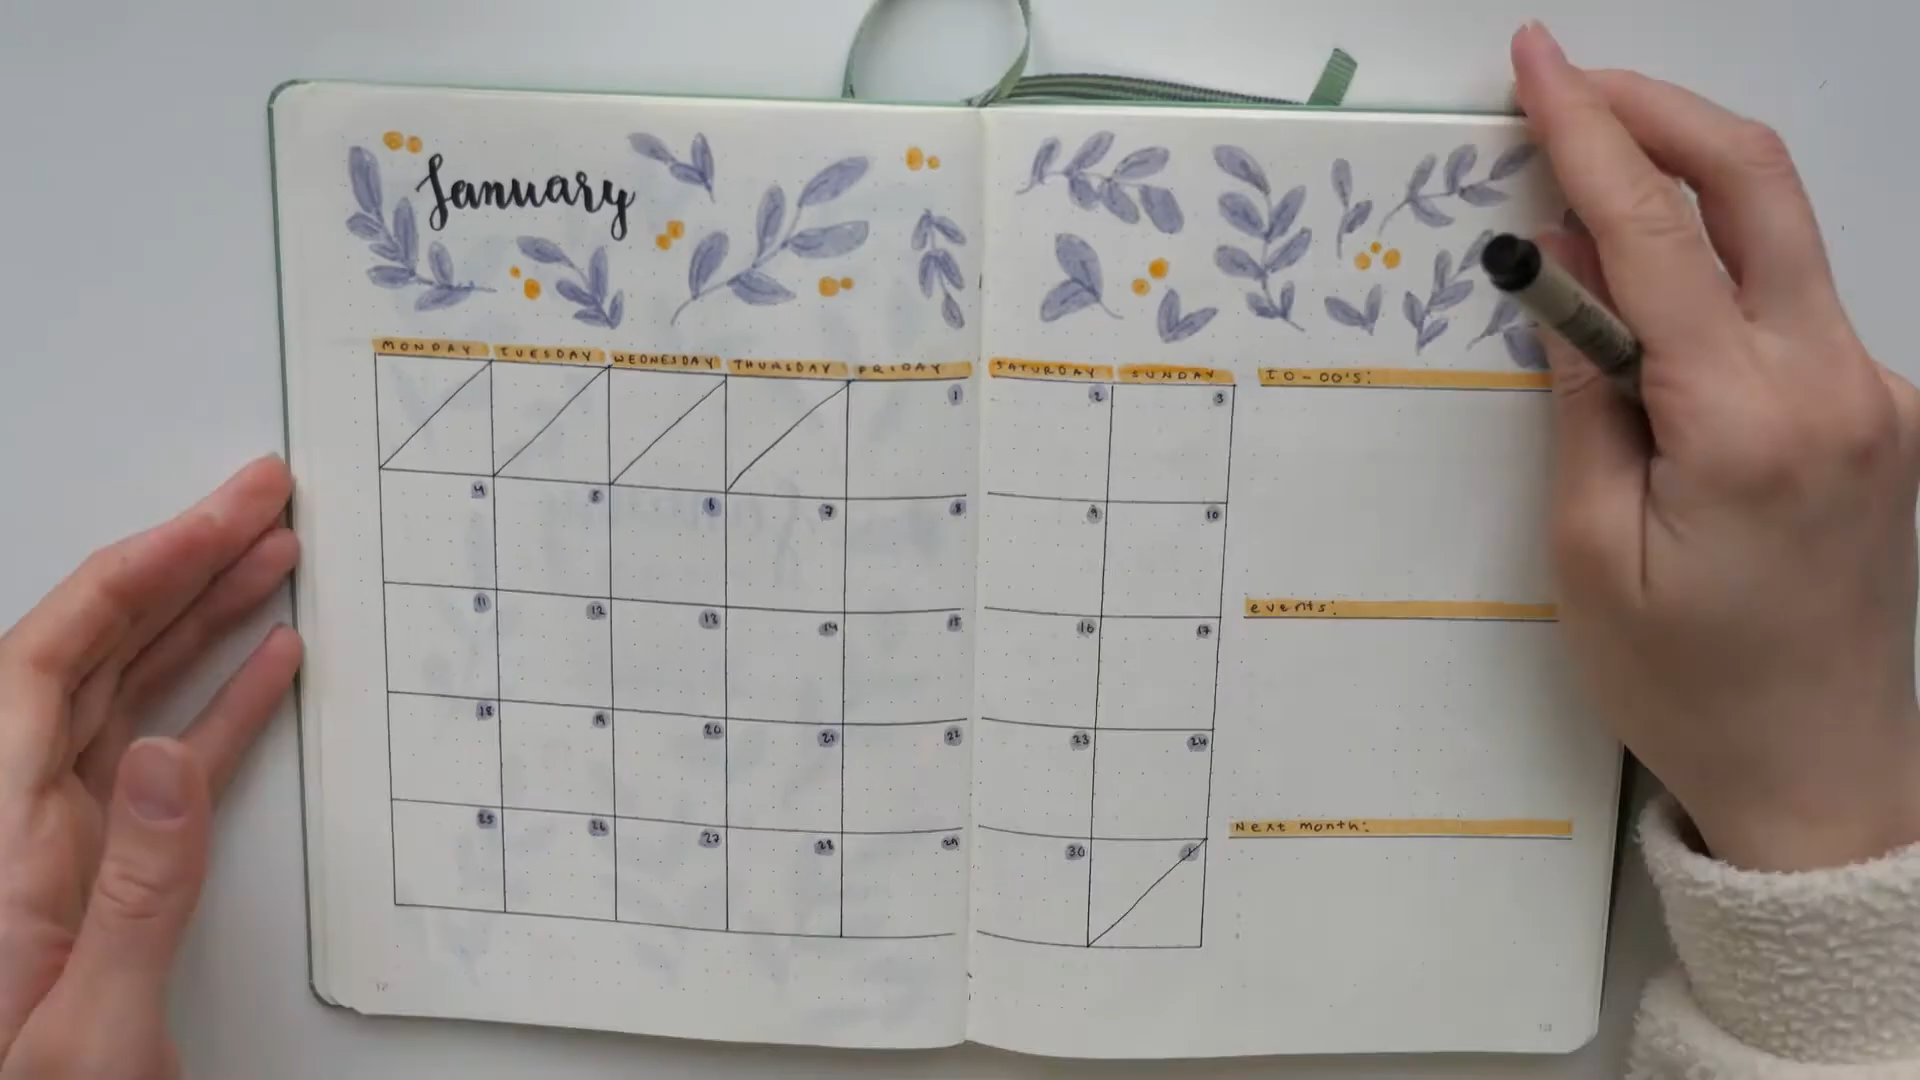 January
MONDAY TUESDAY WEDNESDAY THURSDAY FRIDAY SATURDAY SUNDAY
TO-DO'S:
1 2 3
4 5 6 7 8 9 10
events:
11 12 13 14 15 16 17
18 19 20 21 22 23 24
Next month:
25 26 27 28 29 30
12 13